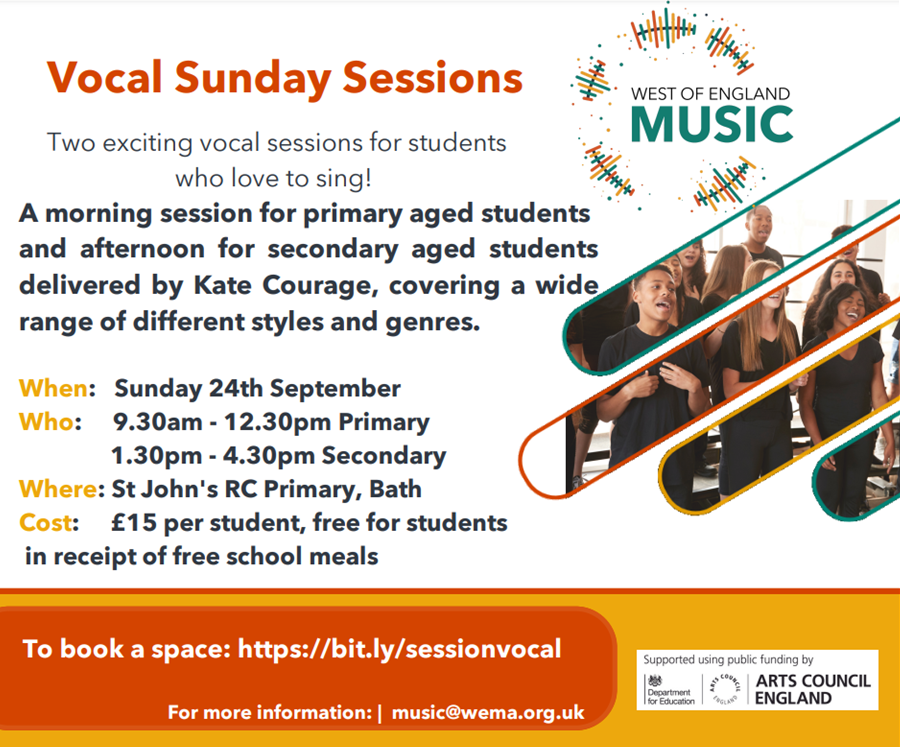 Vocal Sunday Sessions
WEST OF ENGLAND
MUSIC
Two exciting vocal sessions for students
who love to sing!
A morning session for primary aged students
and afternoon for secondary aged students
delivered by Kate Courage, covering a wide
range of different styles and genres.
When: Sunday 24th September
Who: 9.30am - 12.30pm Primary
1.30pm - 4.30pm Secondary
Where: St John's RC Primary, Bath
Cost: £15 per student, free for students
in receipt of free school meals
To book a space: https://bit.ly/sessionvocal
For more information: | music@wema.org.uk
Supported using public funding by
Department
for Education
ARTS COUNCIL
ENGLAND
ARTS COUNCIL
ENGLAND